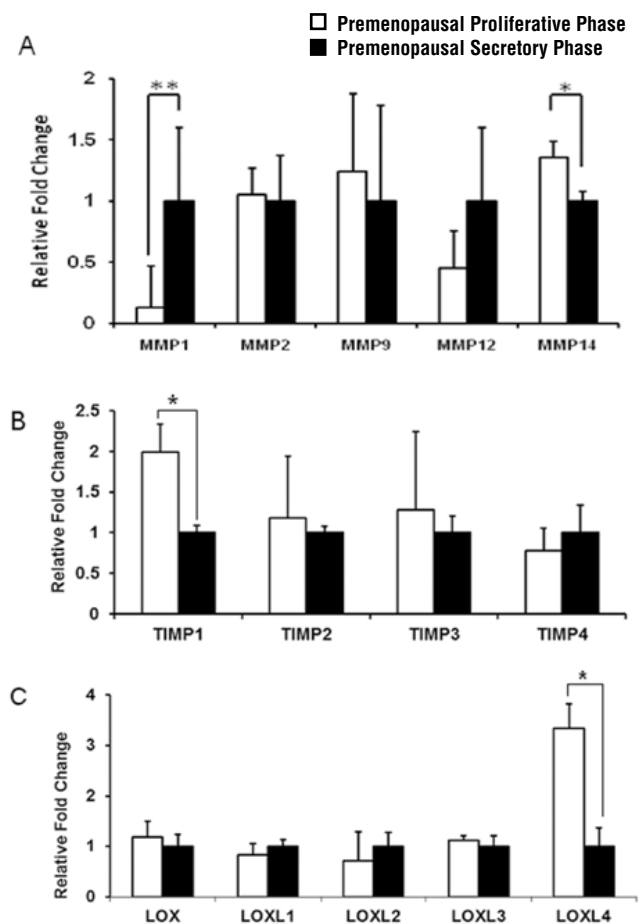 Premenopausal Proliferative Phase
Premenopausal Secretory Phase
A
Relative Fold Change
2
1.5
1
0.5
0
**
*
MMP1 MMP2 MMP9 MMP12 MMP14
B
Relative Fold Change
2.5
2
1.5
1
0.5
0
*
TIMP1 TIMP2 TIMP3 TIMP4
C
Relative Fold Change
4
3
2
1
0
*
LOX LOXL1 LOXL2 LOXL3 LOXL4